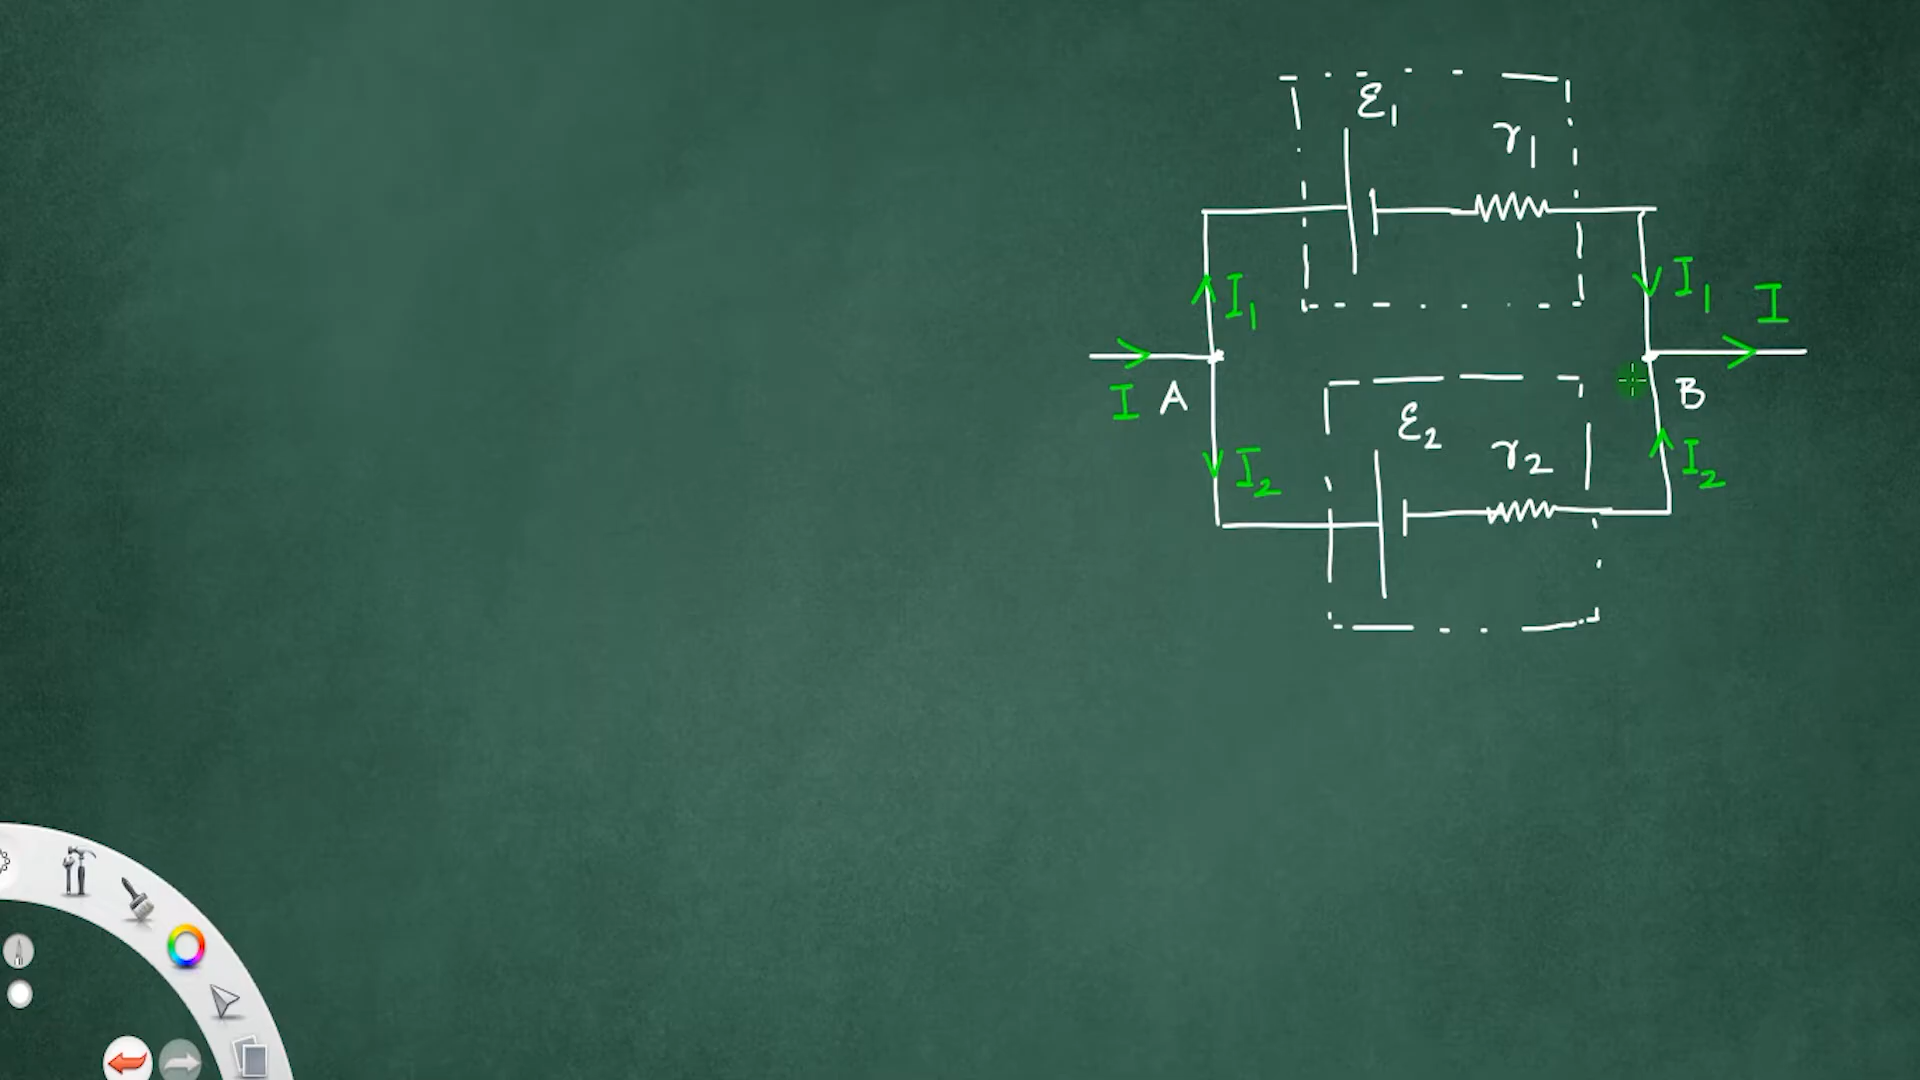 ε₁
r₁
I₁
I₁
I
I
A
B
ε₂
r₂
I₂
I₂